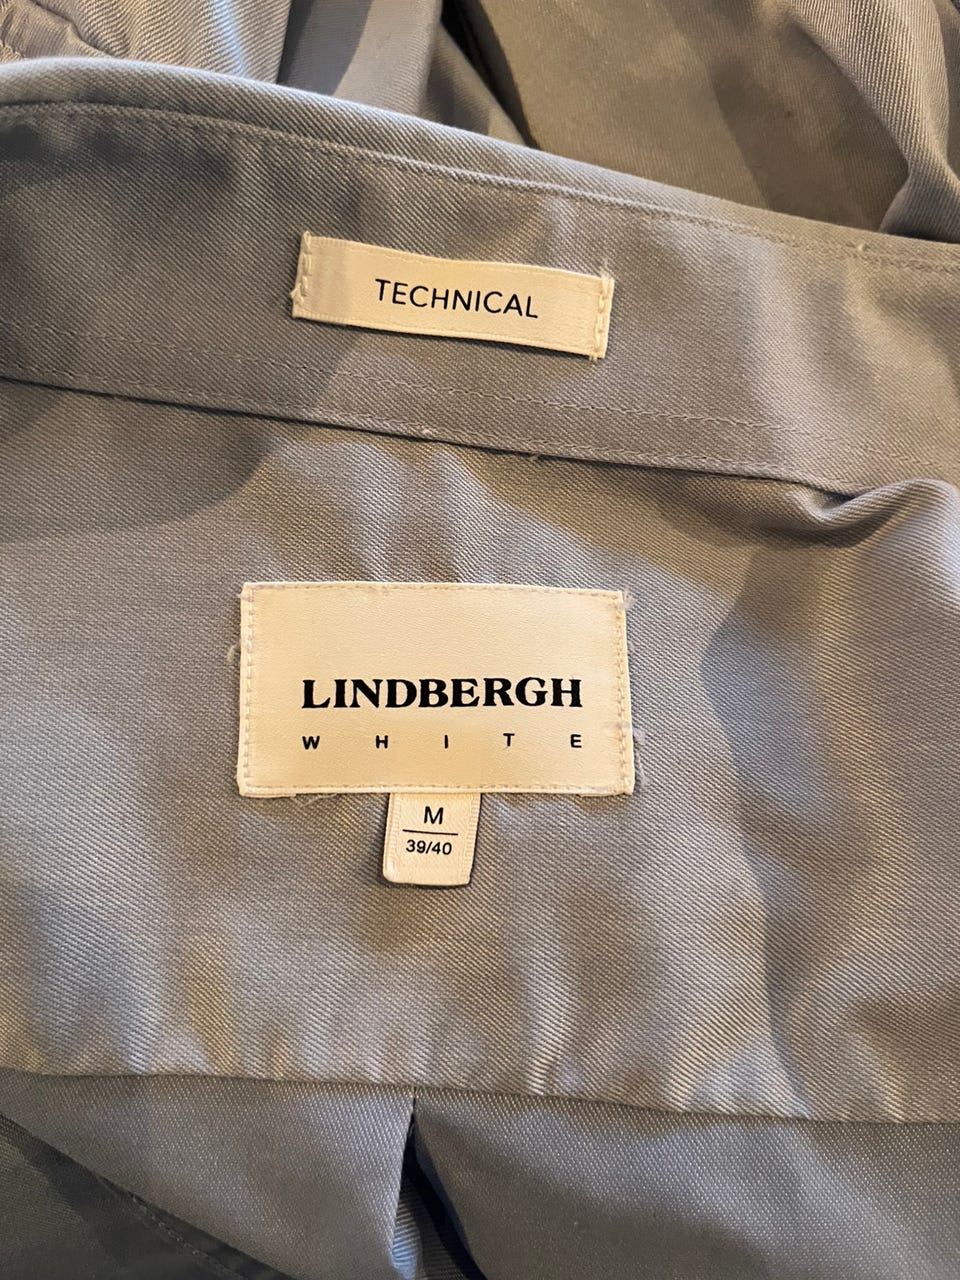 TECHNICAL
LINDBERGH
WHITE
M
39/40